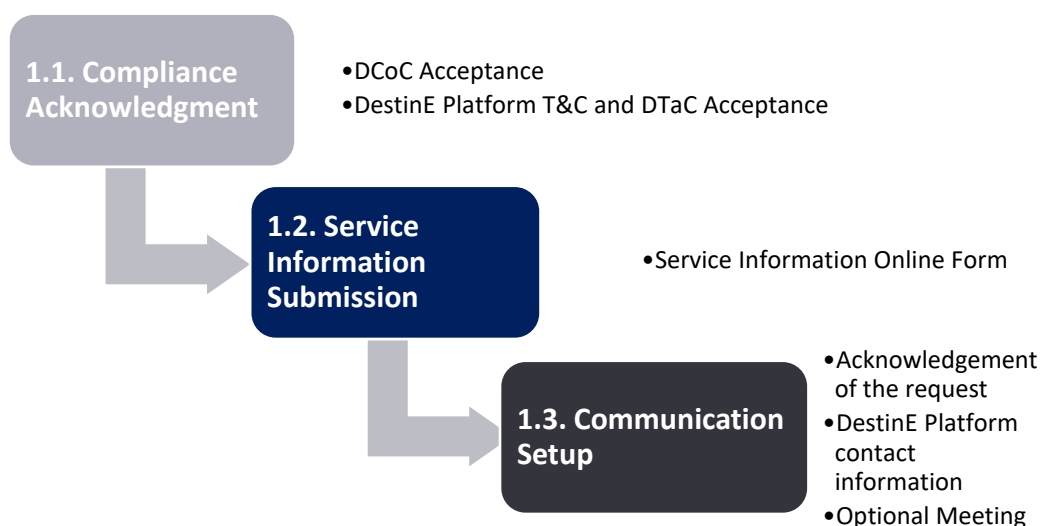 1.1. Compliance
Acknowledgment
•DCoC Acceptance
•DestinE Platform T&C and DTaC Acceptance
1.2. Service
Information
Submission
•Service Information Online Form
1.3. Communication
Setup
•Acknowledgement
of the request
•DestinE Platform
contact
information
•Optional Meeting